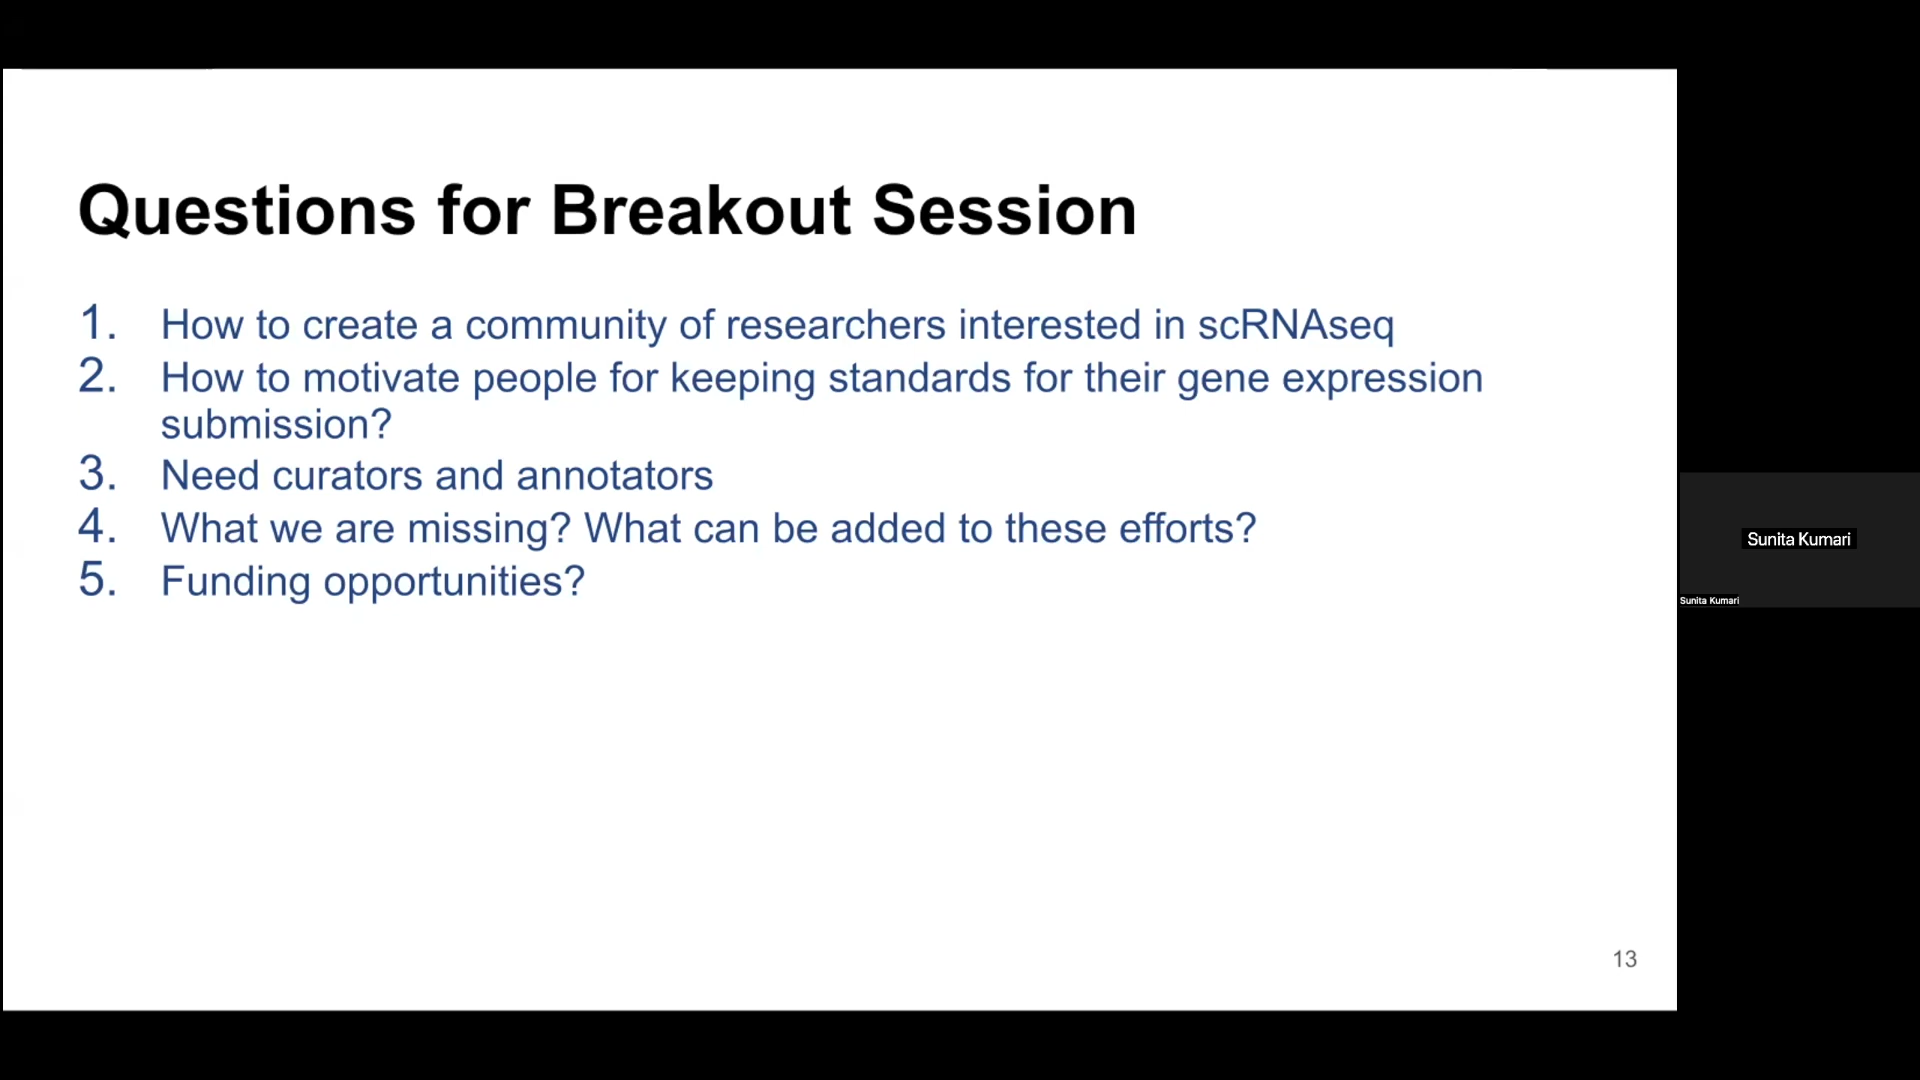 Questions for Breakout Session
1. How to create a community of researchers interested in scRNAseq
2. How to motivate people for keeping standards for their gene expression
submission?
3. Need curators and annotators
4. What we are missing? What can be added to these efforts?
5. Funding opportunities?
13
Sunita Kumari
Sunita Kumari